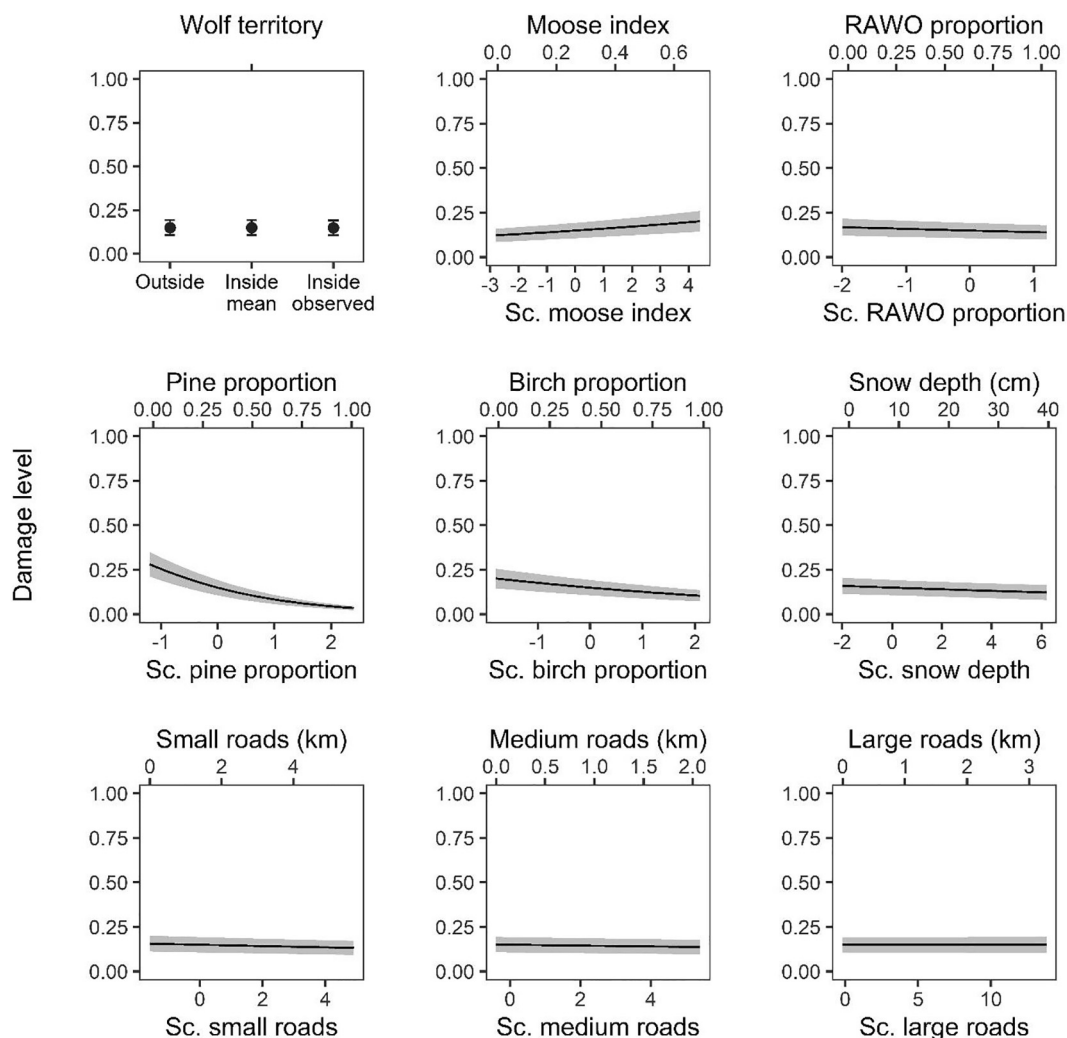 Wolf territory
1.00
0.75
0.50
0.25
0.00
Outside Inside mean Inside observed
Moose index
0.0 0.2 0.4 0.6
1.00
0.75
0.50
0.25
0.00
-3 -2 -1 0 1 2 3 4
Sc. moose index
RAWO proportion
0.00 0.25 0.50 0.75 1.00
1.00
0.75
0.50
0.25
0.00
-2 -1 0 1
Sc. RAWO proportion
Damage level
Pine proportion
0.00 0.25 0.50 0.75 1.00
1.00
0.75
0.50
0.25
0.00
-1 0 1 2
Sc. pine proportion
Birch proportion
0.00 0.25 0.50 0.75 1.00
1.00
0.75
0.50
0.25
0.00
-1 0 1 2
Sc. birch proportion
Snow depth (cm)
0 10 20 30 40
1.00
0.75
0.50
0.25
0.00
-2 0 2 4 6
Sc. snow depth
Small roads (km)
0 2 4
1.00
0.75
0.50
0.25
0.00
0 2 4
Sc. small roads
Medium roads (km)
0.0 0.5 1.0 1.5 2.0
1.00
0.75
0.50
0.25
0.00
0 2 4
Sc. medium roads
Large roads (km)
0 1 2 3
1.00
0.75
0.50
0.25
0.00
0 5 10
Sc. large roads